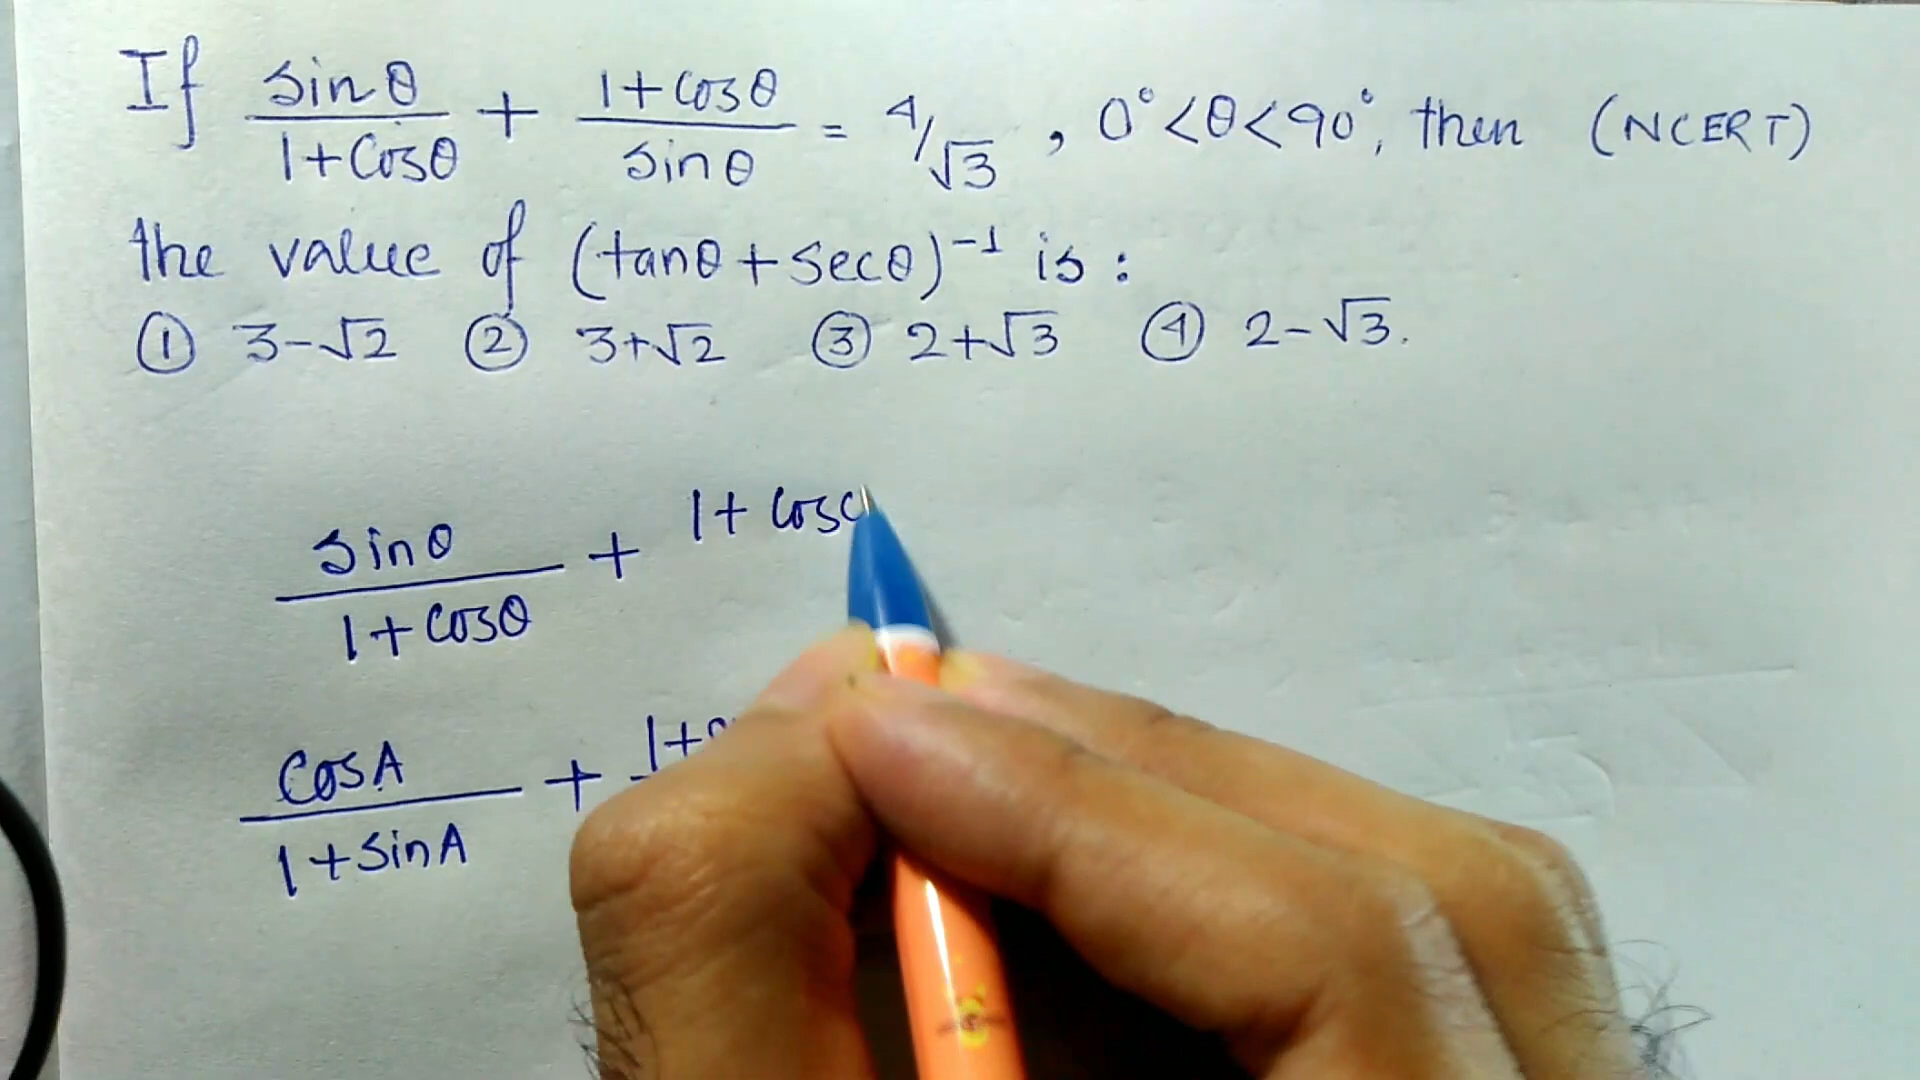 If sinθ/1+cosθ + 1+cosθ/sinθ = 4/√3, 0°<θ<90°, then (NCERT)
the value of (tanθ+secθ)⁻¹ is:
① 3-√2 ② 3+√2 ③ 2+√3 ④ 2-√3.
sinθ/1+cosθ + 1+cos
cosA/1+sinA + 1+